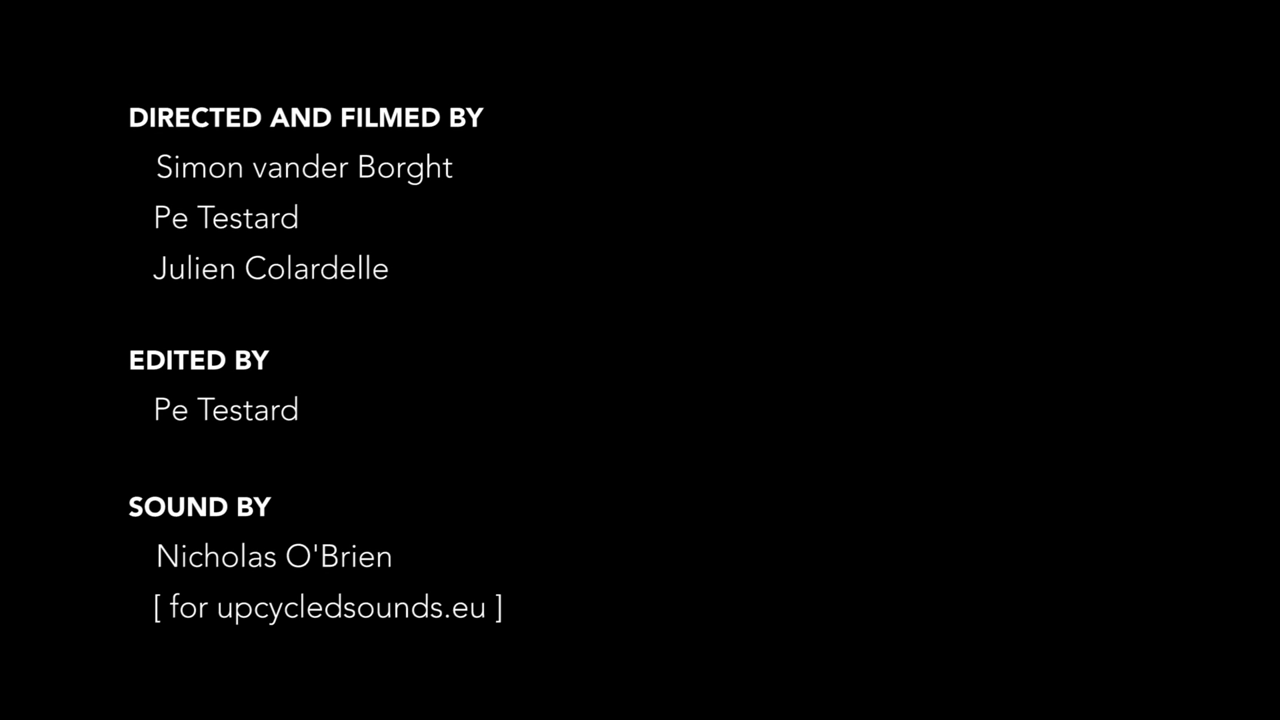 DIRECTED AND FILMED BY
Simon vander Borght
Pe Testard
Julien Colardelle
EDITED BY
Pe Testard
SOUND BY
Nicholas O'Brien
[ for upcycledsounds.eu ]